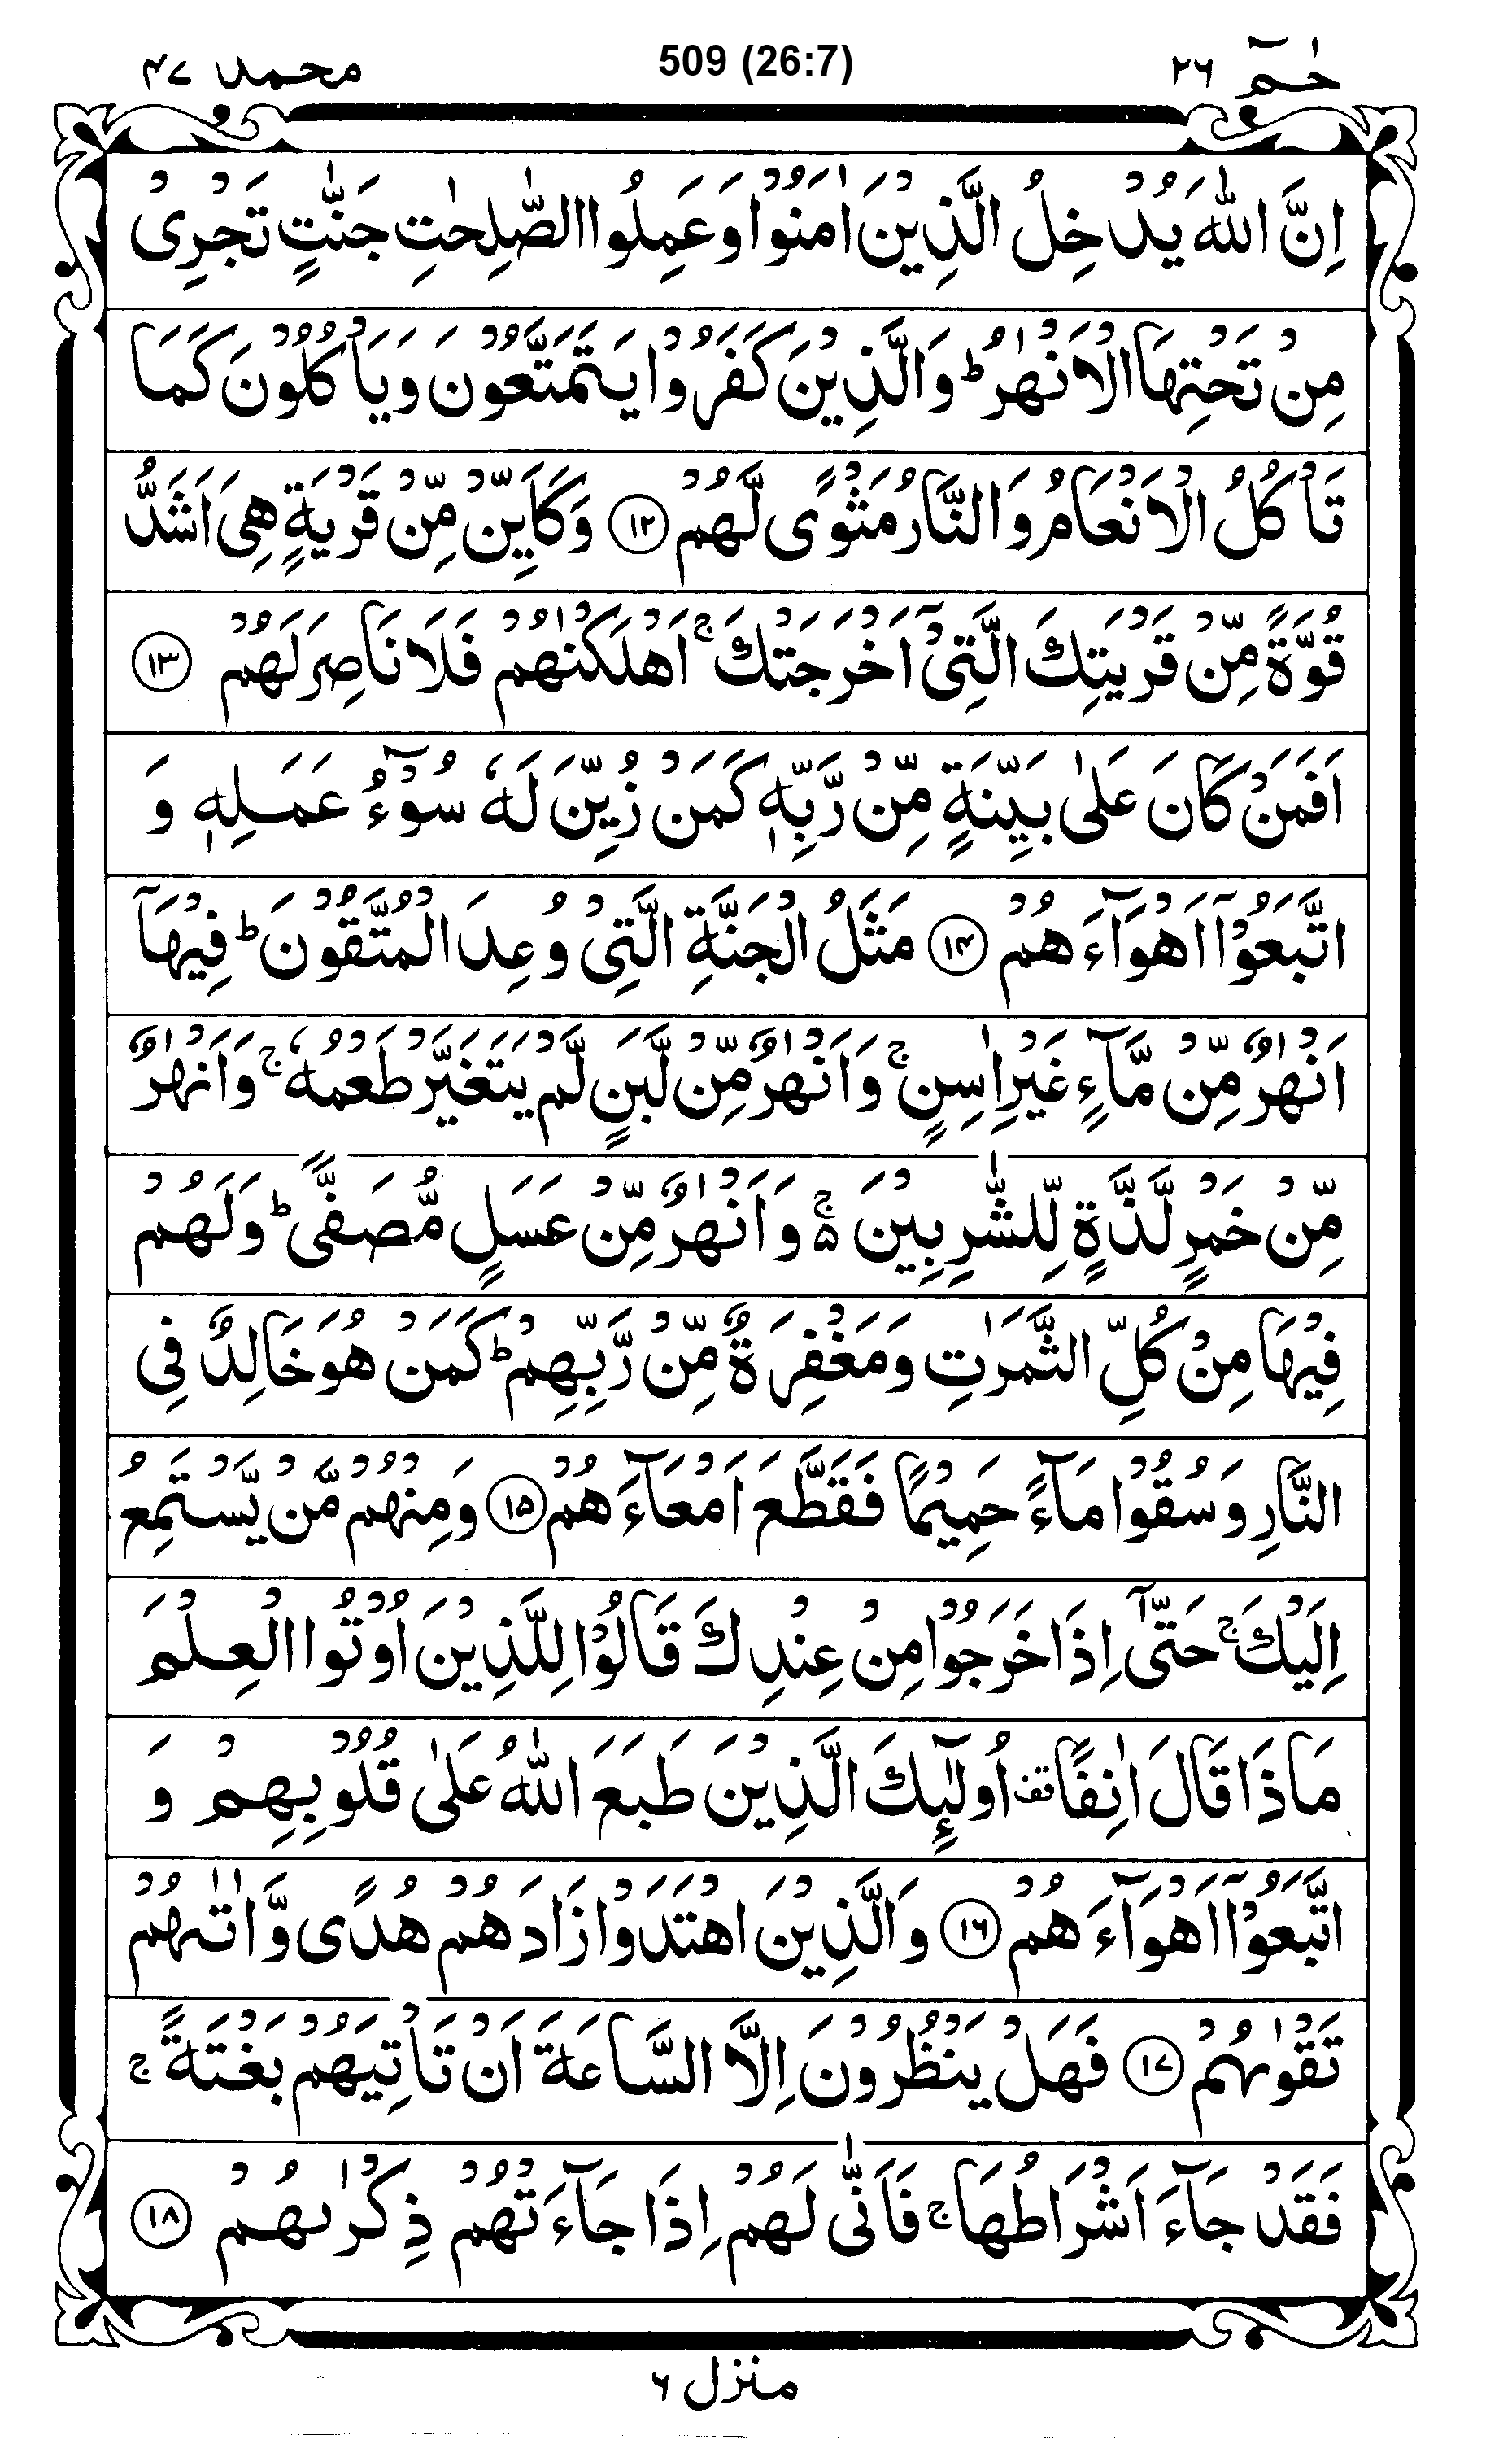 حٰمٓ ٢٦ 509 (26:7) محمد ٤٧
اِنَّ اللّٰهَ يُدْخِلُ الَّذِيْنَ اٰمَنُوْا وَعَمِلُوا الصّٰلِحٰتِ جَنّٰتٍ تَجْرِيْ
مِنْ تَحْتِهَا الْاَنْهٰرُ ؕ وَالَّذِيْنَ كَفَرُوْا يَتَمَتَّعُوْنَ وَيَاْكُلُوْنَ كَمَا
تَاْكُلُ الْاَنْعَامُ وَالنَّارُ مَثْوًى لَّهُمْ ﴿١٢﴾ وَكَاَيِّنْ مِّنْ قَرْيَةٍ هِيَ اَشَدُّ
قُوَّةً مِّنْ قَرْيَتِكَ الَّتِيْٓ اَخْرَجَتْكَ ۚ اَهْلَكْنٰهُمْ فَلَا نَاصِرَ لَهُمْ ﴿١٣﴾
اَفَمَنْ كَانَ عَلٰى بَيِّنَةٍ مِّنْ رَّبِّهٖ كَمَنْ زُيِّنَ لَهٗ سُوْٓءُ عَمَلِهٖ وَ
اتَّبَعُوْٓا اَهْوَآءَهُمْ ﴿١٤﴾ مَثَلُ الْجَنَّةِ الَّتِيْ وُعِدَ الْمُتَّقُوْنَ ؕ فِيْهَآ
اَنْهٰرٌ مِّنْ مَّآءٍ غَيْرِ اٰسِنٍ ۚ وَاَنْهٰرٌ مِّنْ لَّبَنٍ لَّمْ يَتَغَيَّرْ طَعْمُهٗ ۚ وَاَنْهٰرٌ
مِّنْ خَمْرٍ لَّذَّةٍ لِّلشّٰرِبِيْنَ ۵ۚ وَاَنْهٰرٌ مِّنْ عَسَلٍ مُّصَفًّى ؕ وَلَهُمْ
فِيْهَا مِنْ كُلِّ الثَّمَرٰتِ وَمَغْفِرَةٌ مِّنْ رَّبِّهِمْ ؕ كَمَنْ هُوَ خَالِدٌ فِي
النَّارِ وَسُقُوْا مَآءً حَمِيْمًا فَقَطَّعَ اَمْعَآءَهُمْ ﴿١٥﴾ وَمِنْهُمْ مَّنْ يَّسْتَمِعُ
اِلَيْكَ ۚ حَتّٰٓى اِذَا خَرَجُوْا مِنْ عِنْدِكَ قَالُوْا لِلَّذِيْنَ اُوْتُوا الْعِلْمَ
مَاذَا قَالَ اٰنِفًا ۟قف اُولٰٓئِكَ الَّذِيْنَ طَبَعَ اللّٰهُ عَلٰى قُلُوْبِهِمْ وَ
اتَّبَعُوْٓا اَهْوَآءَهُمْ ﴿١٦﴾ وَالَّذِيْنَ اهْتَدَوْا زَادَهُمْ هُدًى وَّاٰتٰىهُمْ
تَقْوٰىهُمْ ﴿١٧﴾ فَهَلْ يَنْظُرُوْنَ اِلَّا السَّاعَةَ اَنْ تَاْتِيَهُمْ بَغْتَةً ۚ
فَقَدْ جَآءَ اَشْرَاطُهَا ۚ فَاَنّٰى لَهُمْ اِذَا جَآءَتْهُمْ ذِكْرٰىهُمْ ﴿١٨﴾
منزل ٦